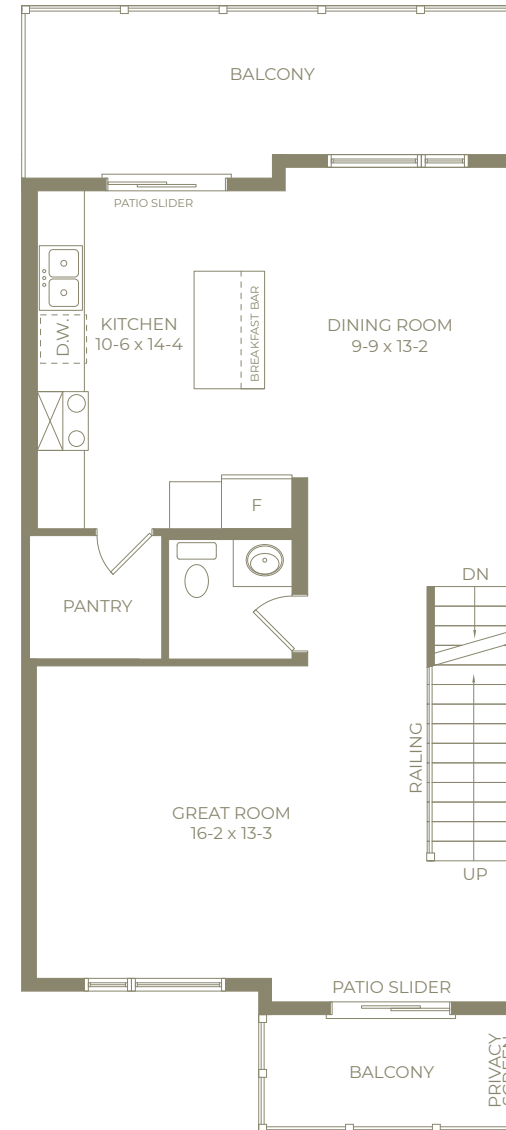 BALCONY
PATIO SLIDER
KITCHEN
10-6 x 14-4
D.W.
BREAKFAST BAR
DINING ROOM
9-9 x 13-2
F
PANTRY
DN
RAILING
GREAT ROOM
16-2 x 13-3
UP
PATIO SLIDER
BALCONY
PRIVACY
SCREEN